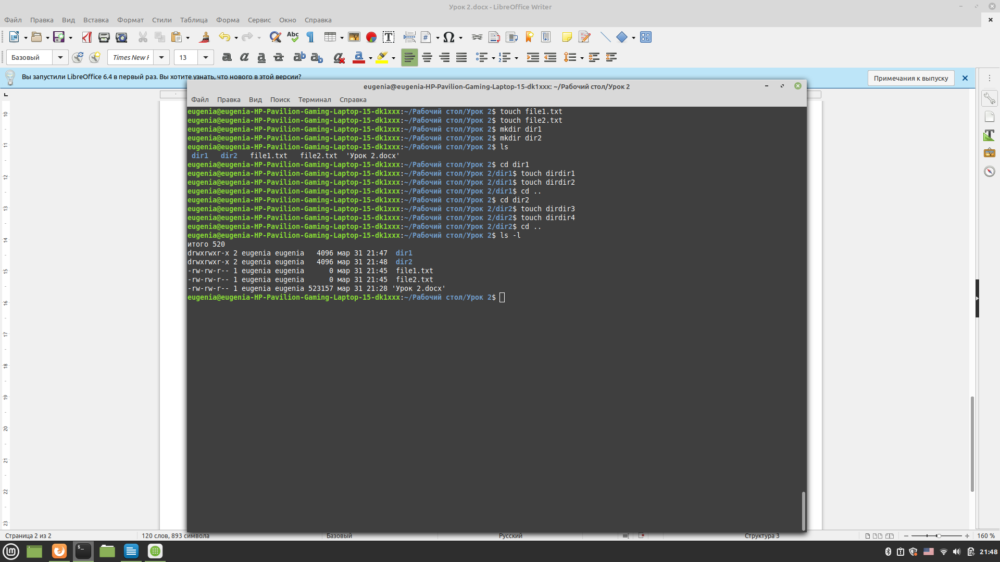 Урок 2.docx - LibreOffice Writer
Файл Правка Вид Вставка Формат Стили Таблица Форма Сервис Окно Справка
Базовый Times New 13
Вы запустили LibreOffice 6.4 в первый раз. Вы хотите узнать, что нового в этой версии? Примечания к выпуску
eugenia@eugenia-HP-Pavilion-Gaming-Laptop-15-dk1xxx: ~/Рабочий стол/Урок 2
Файл Правка Вид Поиск Терминал Справка
eugenia@eugenia-HP-Pavilion-Gaming-Laptop-15-dk1xxx:~/Рабочий стол/Урок 2$ touch file1.txt
eugenia@eugenia-HP-Pavilion-Gaming-Laptop-15-dk1xxx:~/Рабочий стол/Урок 2$ touch file2.txt
eugenia@eugenia-HP-Pavilion-Gaming-Laptop-15-dk1xxx:~/Рабочий стол/Урок 2$ mkdir dir1
eugenia@eugenia-HP-Pavilion-Gaming-Laptop-15-dk1xxx:~/Рабочий стол/Урок 2$ mkdir dir2
eugenia@eugenia-HP-Pavilion-Gaming-Laptop-15-dk1xxx:~/Рабочий стол/Урок 2$ ls
dir1 dir2 file1.txt file2.txt 'Урок 2.docx'
eugenia@eugenia-HP-Pavilion-Gaming-Laptop-15-dk1xxx:~/Рабочий стол/Урок 2$ cd dir1
eugenia@eugenia-HP-Pavilion-Gaming-Laptop-15-dk1xxx:~/Рабочий стол/Урок 2/dir1$ touch dirdir1
eugenia@eugenia-HP-Pavilion-Gaming-Laptop-15-dk1xxx:~/Рабочий стол/Урок 2/dir1$ touch dirdir2
eugenia@eugenia-HP-Pavilion-Gaming-Laptop-15-dk1xxx:~/Рабочий стол/Урок 2/dir1$ cd ..
eugenia@eugenia-HP-Pavilion-Gaming-Laptop-15-dk1xxx:~/Рабочий стол/Урок 2$ cd dir2
eugenia@eugenia-HP-Pavilion-Gaming-Laptop-15-dk1xxx:~/Рабочий стол/Урок 2/dir2$ touch dirdir3
eugenia@eugenia-HP-Pavilion-Gaming-Laptop-15-dk1xxx:~/Рабочий стол/Урок 2/dir2$ touch dirdir4
eugenia@eugenia-HP-Pavilion-Gaming-Laptop-15-dk1xxx:~/Рабочий стол/Урок 2/dir2$ cd ..
eugenia@eugenia-HP-Pavilion-Gaming-Laptop-15-dk1xxx:~/Рабочий стол/Урок 2$ ls -l
итого 520
drwxrwxr-x 2 eugenia eugenia 4096 мар 31 21:47 dir1
drwxrwxr-x 2 eugenia eugenia 4096 мар 31 21:48 dir2
-rw-rw-r-- 1 eugenia eugenia 0 мар 31 21:45 file1.txt
-rw-rw-r-- 1 eugenia eugenia 0 мар 31 21:45 file2.txt
-rw-rw-r-- 1 eugenia eugenia 523157 мар 31 21:28 'Урок 2.docx'
eugenia@eugenia-HP-Pavilion-Gaming-Laptop-15-dk1xxx:~/Рабочий стол/Урок 2$
10
11
12
13
14
15
16
17
18
19
20
21
22
23
Страница 2 из 2 120 слов, 893 символа Базовый Русский Структура 3 160 %
21:48